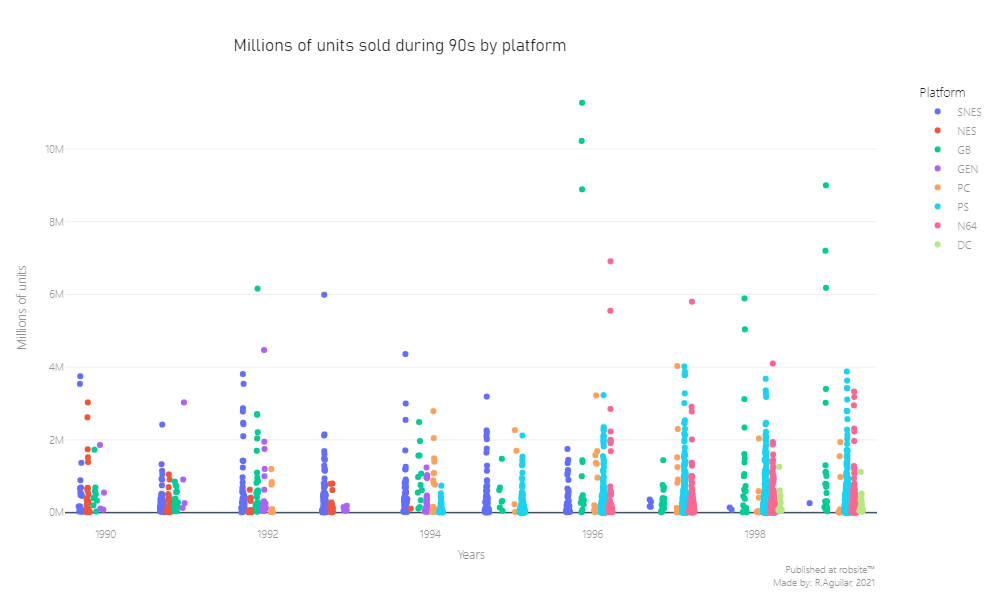 Millions of units sold during 90s by platform
Platform
SNES
NES
GB
GEN
PC
PS
N64
DC
10M
8M
6M
4M
2M
0M
Millions of units
1990
1992
1994
1996
1998
Years
Published at robsite™
Made by: R.Aguilar, 2021